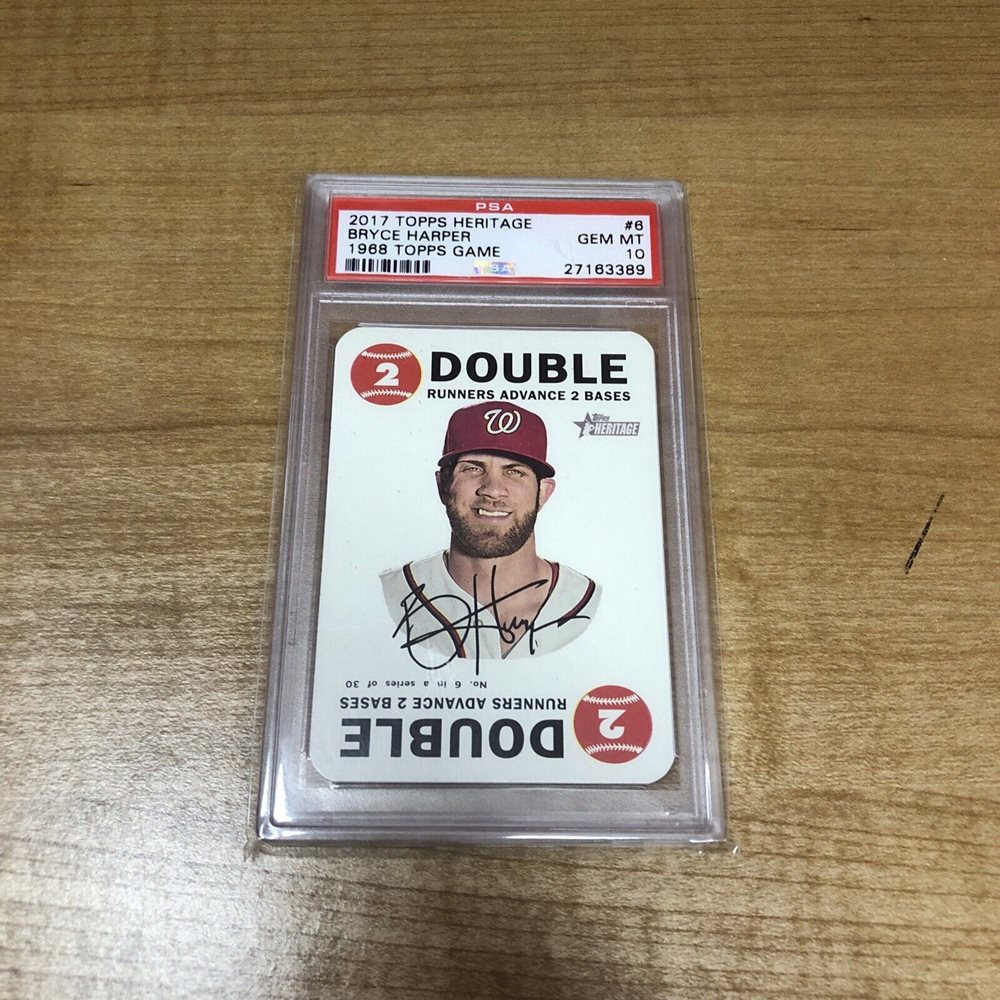 PSA
2017 TOPPS HERITAGE #6
BRYCE HARPER GEM MT
1968 TOPPS GAME 10
PSA 27163389
2 DOUBLE
RUNNERS ADVANCE 2 BASES
W
TOPPS HERITAGE
No. 6 in a series of 30
RUNNERS ADVANCE 2 BASES
2 DOUBLE